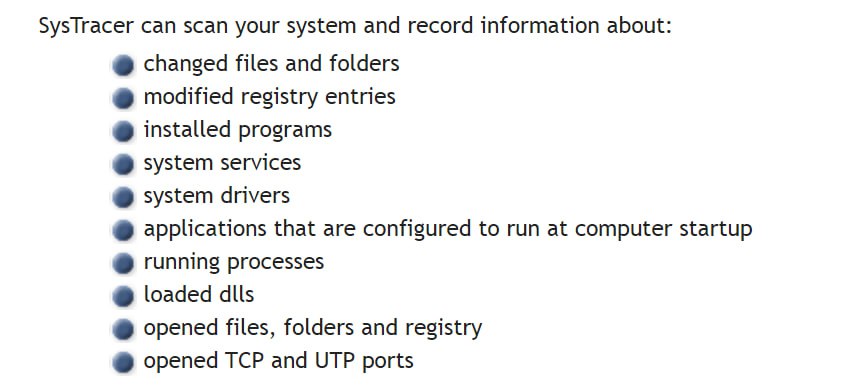 SysTracer can scan your system and record information about:
changed files and folders
modified registry entries
installed programs
system services
system drivers
applications that are configured to run at computer startup
running processes
loaded dlls
opened files, folders and registry
opened TCP and UTP ports